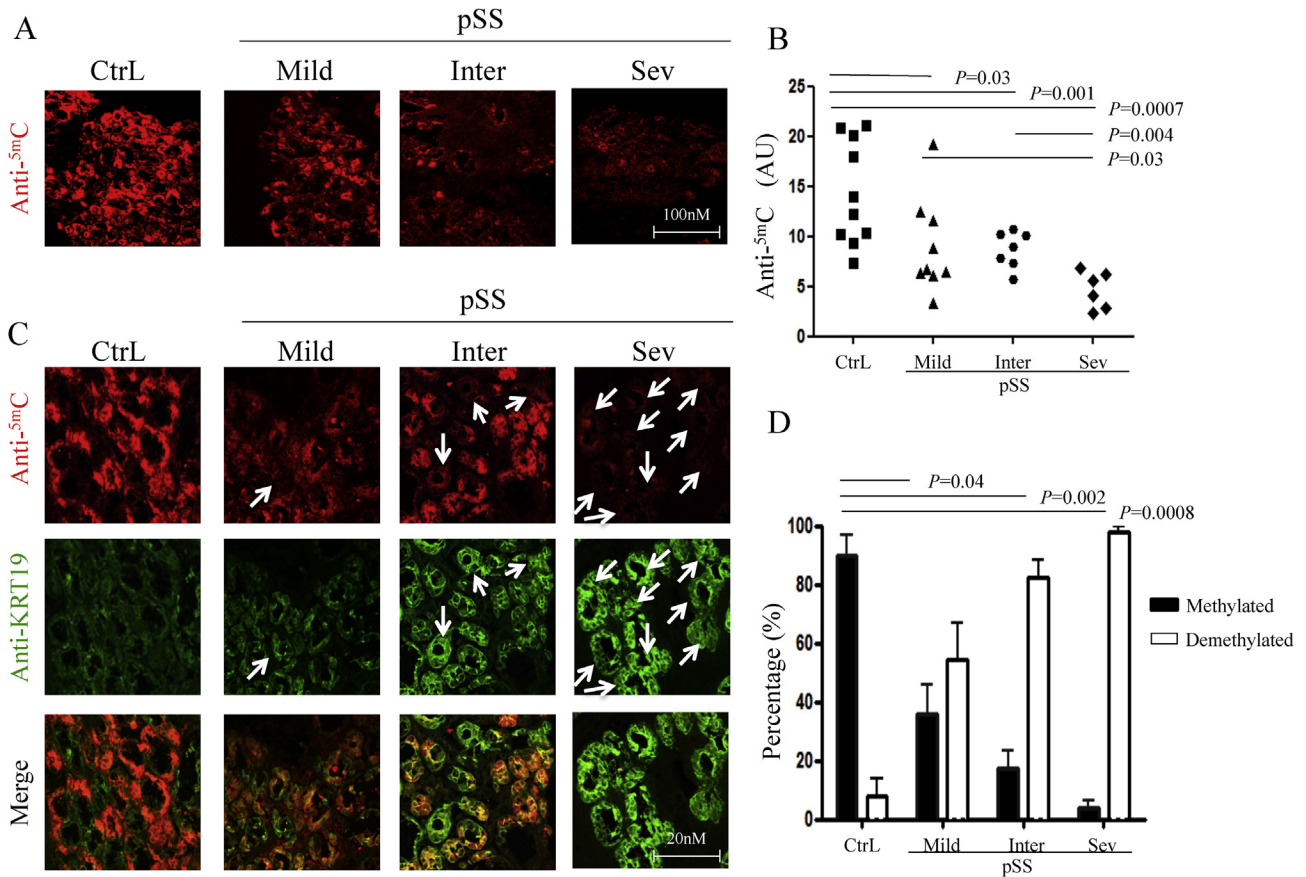 A
pSS
CtrL Mild Inter Sev
Anti-5mC
100nM
B
P=0.03
P=0.001
P=0.0007
P=0.004
P=0.03
25
20
15
10
5
0
Anti-5mC (AU)
CtrL Mild Inter Sev
pSS
C
pSS
CtrL Mild Inter Sev
Anti-5mC
Anti-KRT19
Merge
20nM
D
P=0.04
P=0.002
P=0.0008
100
80
60
40
20
0
Percentage (%)
Methylated
Demethylated
CtrL Mild Inter Sev
pSS